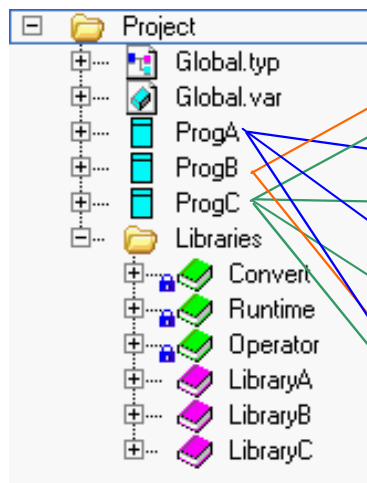 Project
Global.typ
Global.var
ProgA
ProgB
ProgC
Libraries
Convert
Runtime
Operator
LibraryA
LibraryB
LibraryC